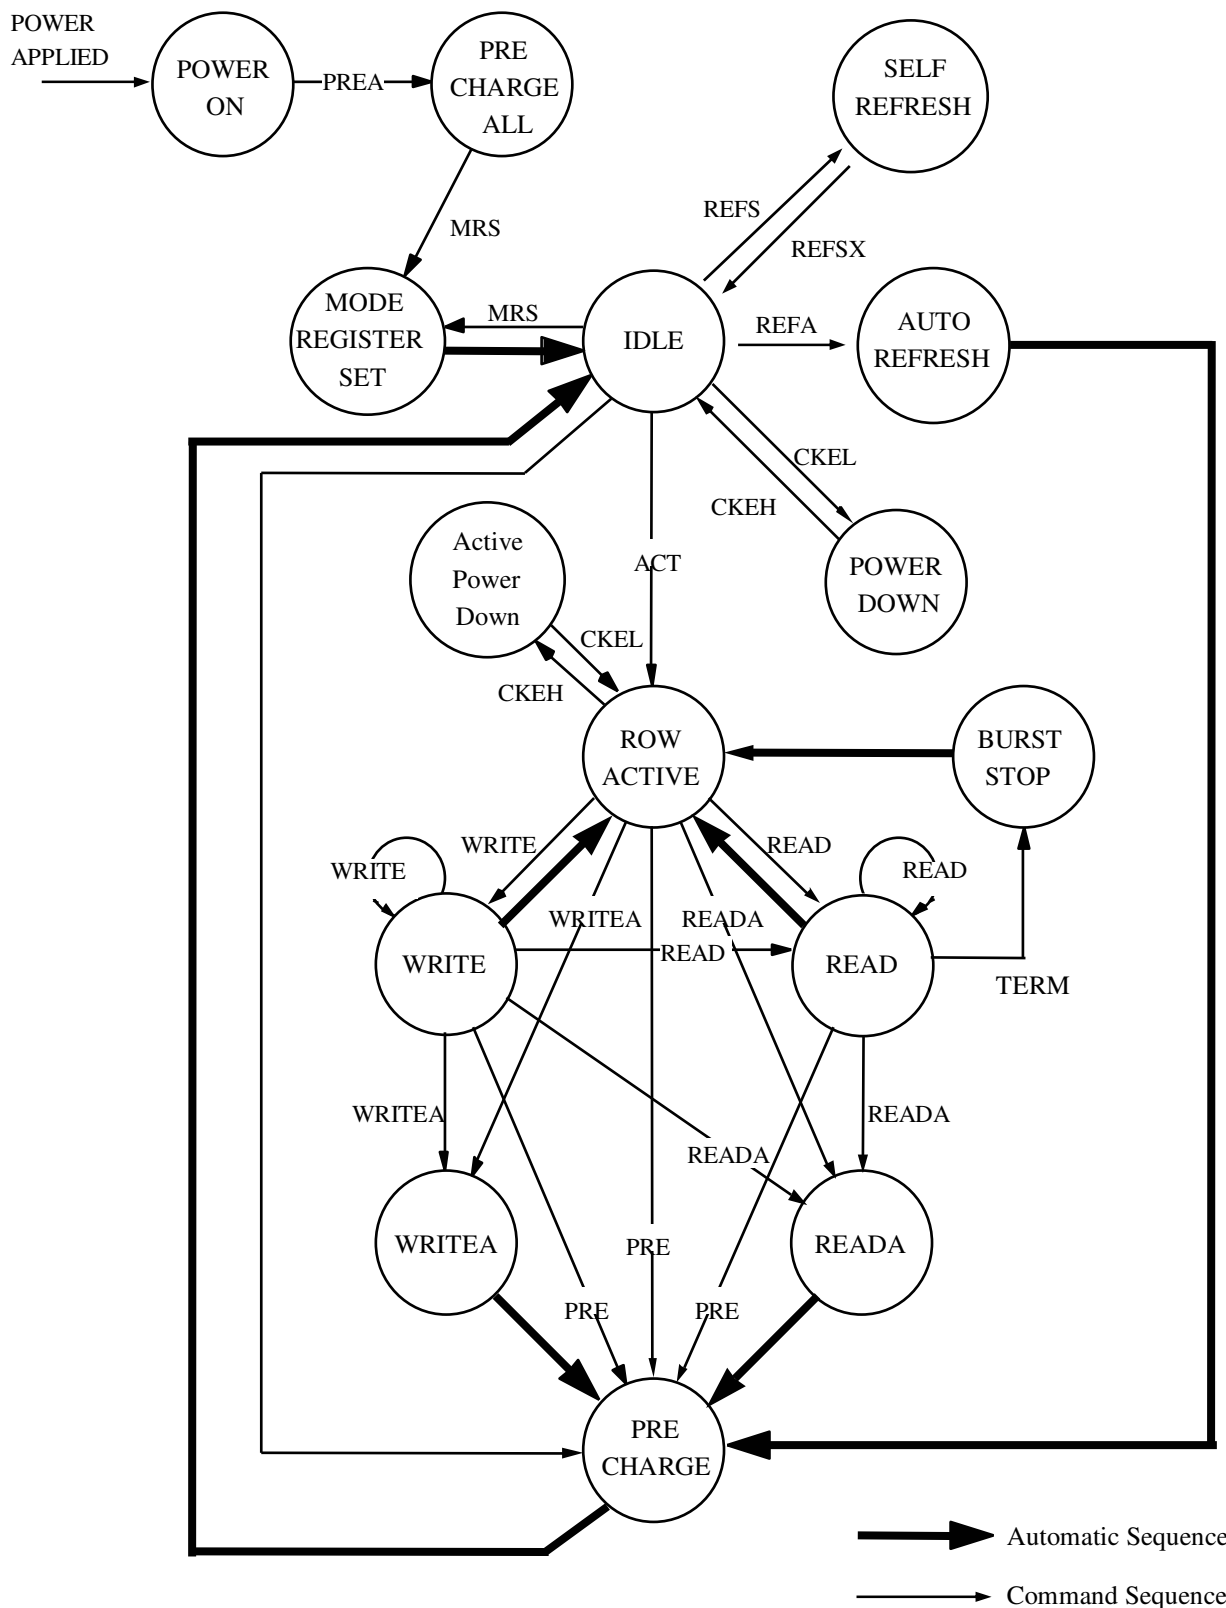 POWER
APPLIED
POWER
ON
PREA
PRE
CHARGE
ALL
SELF
REFRESH
MRS
REFS
REFSX
MODE
REGISTER
SET
MRS
IDLE
REFA
AUTO
REFRESH
CKEL
CKEH
Active
Power
Down
ACT
POWER
DOWN
CKEL
CKEH
ROW
ACTIVE
BURST
STOP
WRITE
WRITE
READ
READ
WRITEA
READA
WRITE
READ
READ
TERM
WRITEA
READA
READA
WRITEA
PRE
READA
PRE
PRE
PRE
CHARGE
Automatic Sequence
Command Sequence